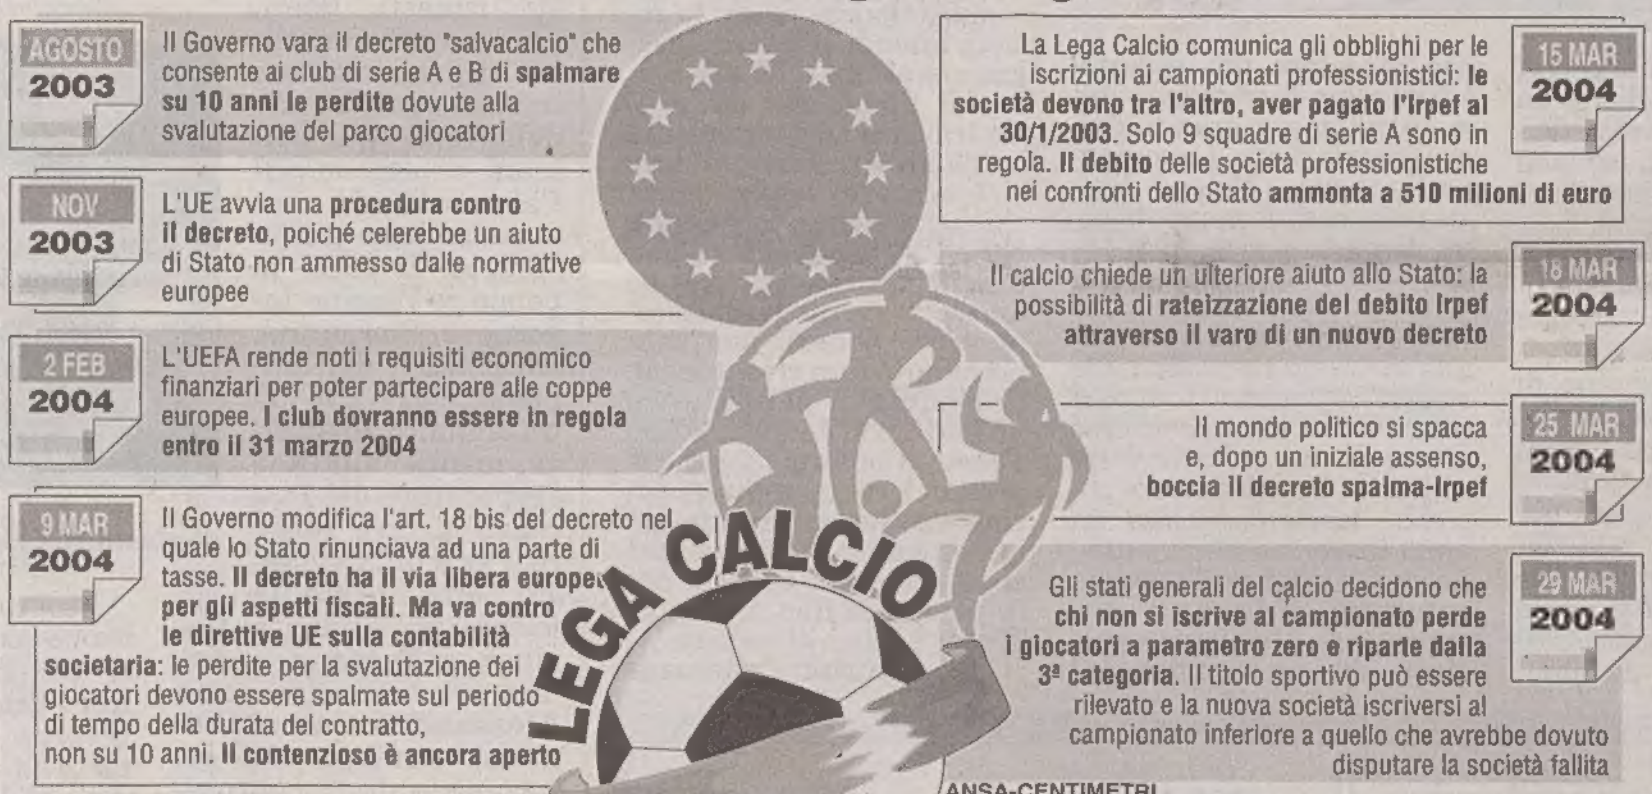 AGOSTO
2003
Il Governo vara il decreto "salvacalcio" che
consente ai club di serie A e B di spalmare
su 10 anni le perdite dovute alla
svalutazione del parco giocatori
NOV
2003
L'UE avvia una procedura contro
il decreto, poiché celerebbe un aiuto
di Stato non ammesso dalle normative
europee
2 FEB
2004
L'UEFA rende noti i requisiti economico
finanziari per poter partecipare alle coppe
europee. I club dovranno essere in regola
entro il 31 marzo 2004
9 MAR
2004
Il Governo modifica l'art. 18 bis del decreto nel
quale lo Stato rinunciava ad una parte di
tasse. Il decreto ha il via libera europeo
per gli aspetti fiscali. Ma va contro
le direttive UE sulla contabilità
societaria: le perdite per la svalutazione dei
giocatori devono essere spalmate sul periodo
di tempo della durata del contratto,
non su 10 anni. Il contenzioso è ancora aperto
LEGA CALCIO
15 MAR
2004
La Lega Calcio comunica gli obblighi per le
iscrizioni ai campionati professionistici: le
società devono tra l'altro, aver pagato l'Irpef al
30/1/2003. Solo 9 squadre di serie A sono in
regola. Il debito delle società professionistiche
nei confronti dello Stato ammonta a 510 milioni di euro
18 MAR
2004
Il calcio chiede un ulteriore aiuto allo Stato: la
possibilità di rateizzazione del debito Irpef
attraverso il varo di un nuovo decreto
25 MAR
2004
Il mondo politico si spacca
e, dopo un iniziale assenso,
boccia il decreto spalma-Irpef
29 MAR
2004
Gli stati generali del calcio decidono che
chi non si iscrive al campionato perde
i giocatori a parametro zero e riparte dalla
3ª categoria. Il titolo sportivo può essere
rilevato e la nuova società iscriversi al
campionato inferiore a quello che avrebbe dovuto
disputare la società fallita
ANSA-CENTIMETRI